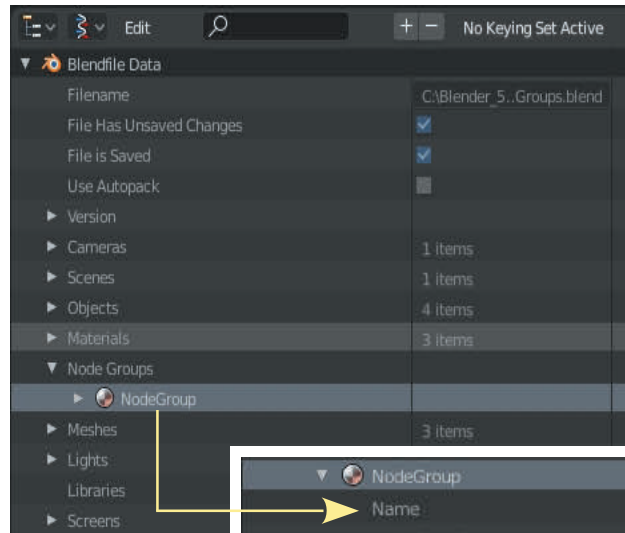 Edit No Keying Set Active
Blendfile Data
Filename C:\Blender_5..Groups.blend
File Has Unsaved Changes
File is Saved
Use Autopack
Version
Cameras 1 items
Scenes 1 items
Objects 4 items
Materials 3 items
Node Groups
NodeGroup
Meshes 3 items
Lights
Libraries
Screens
NodeGroup
Name